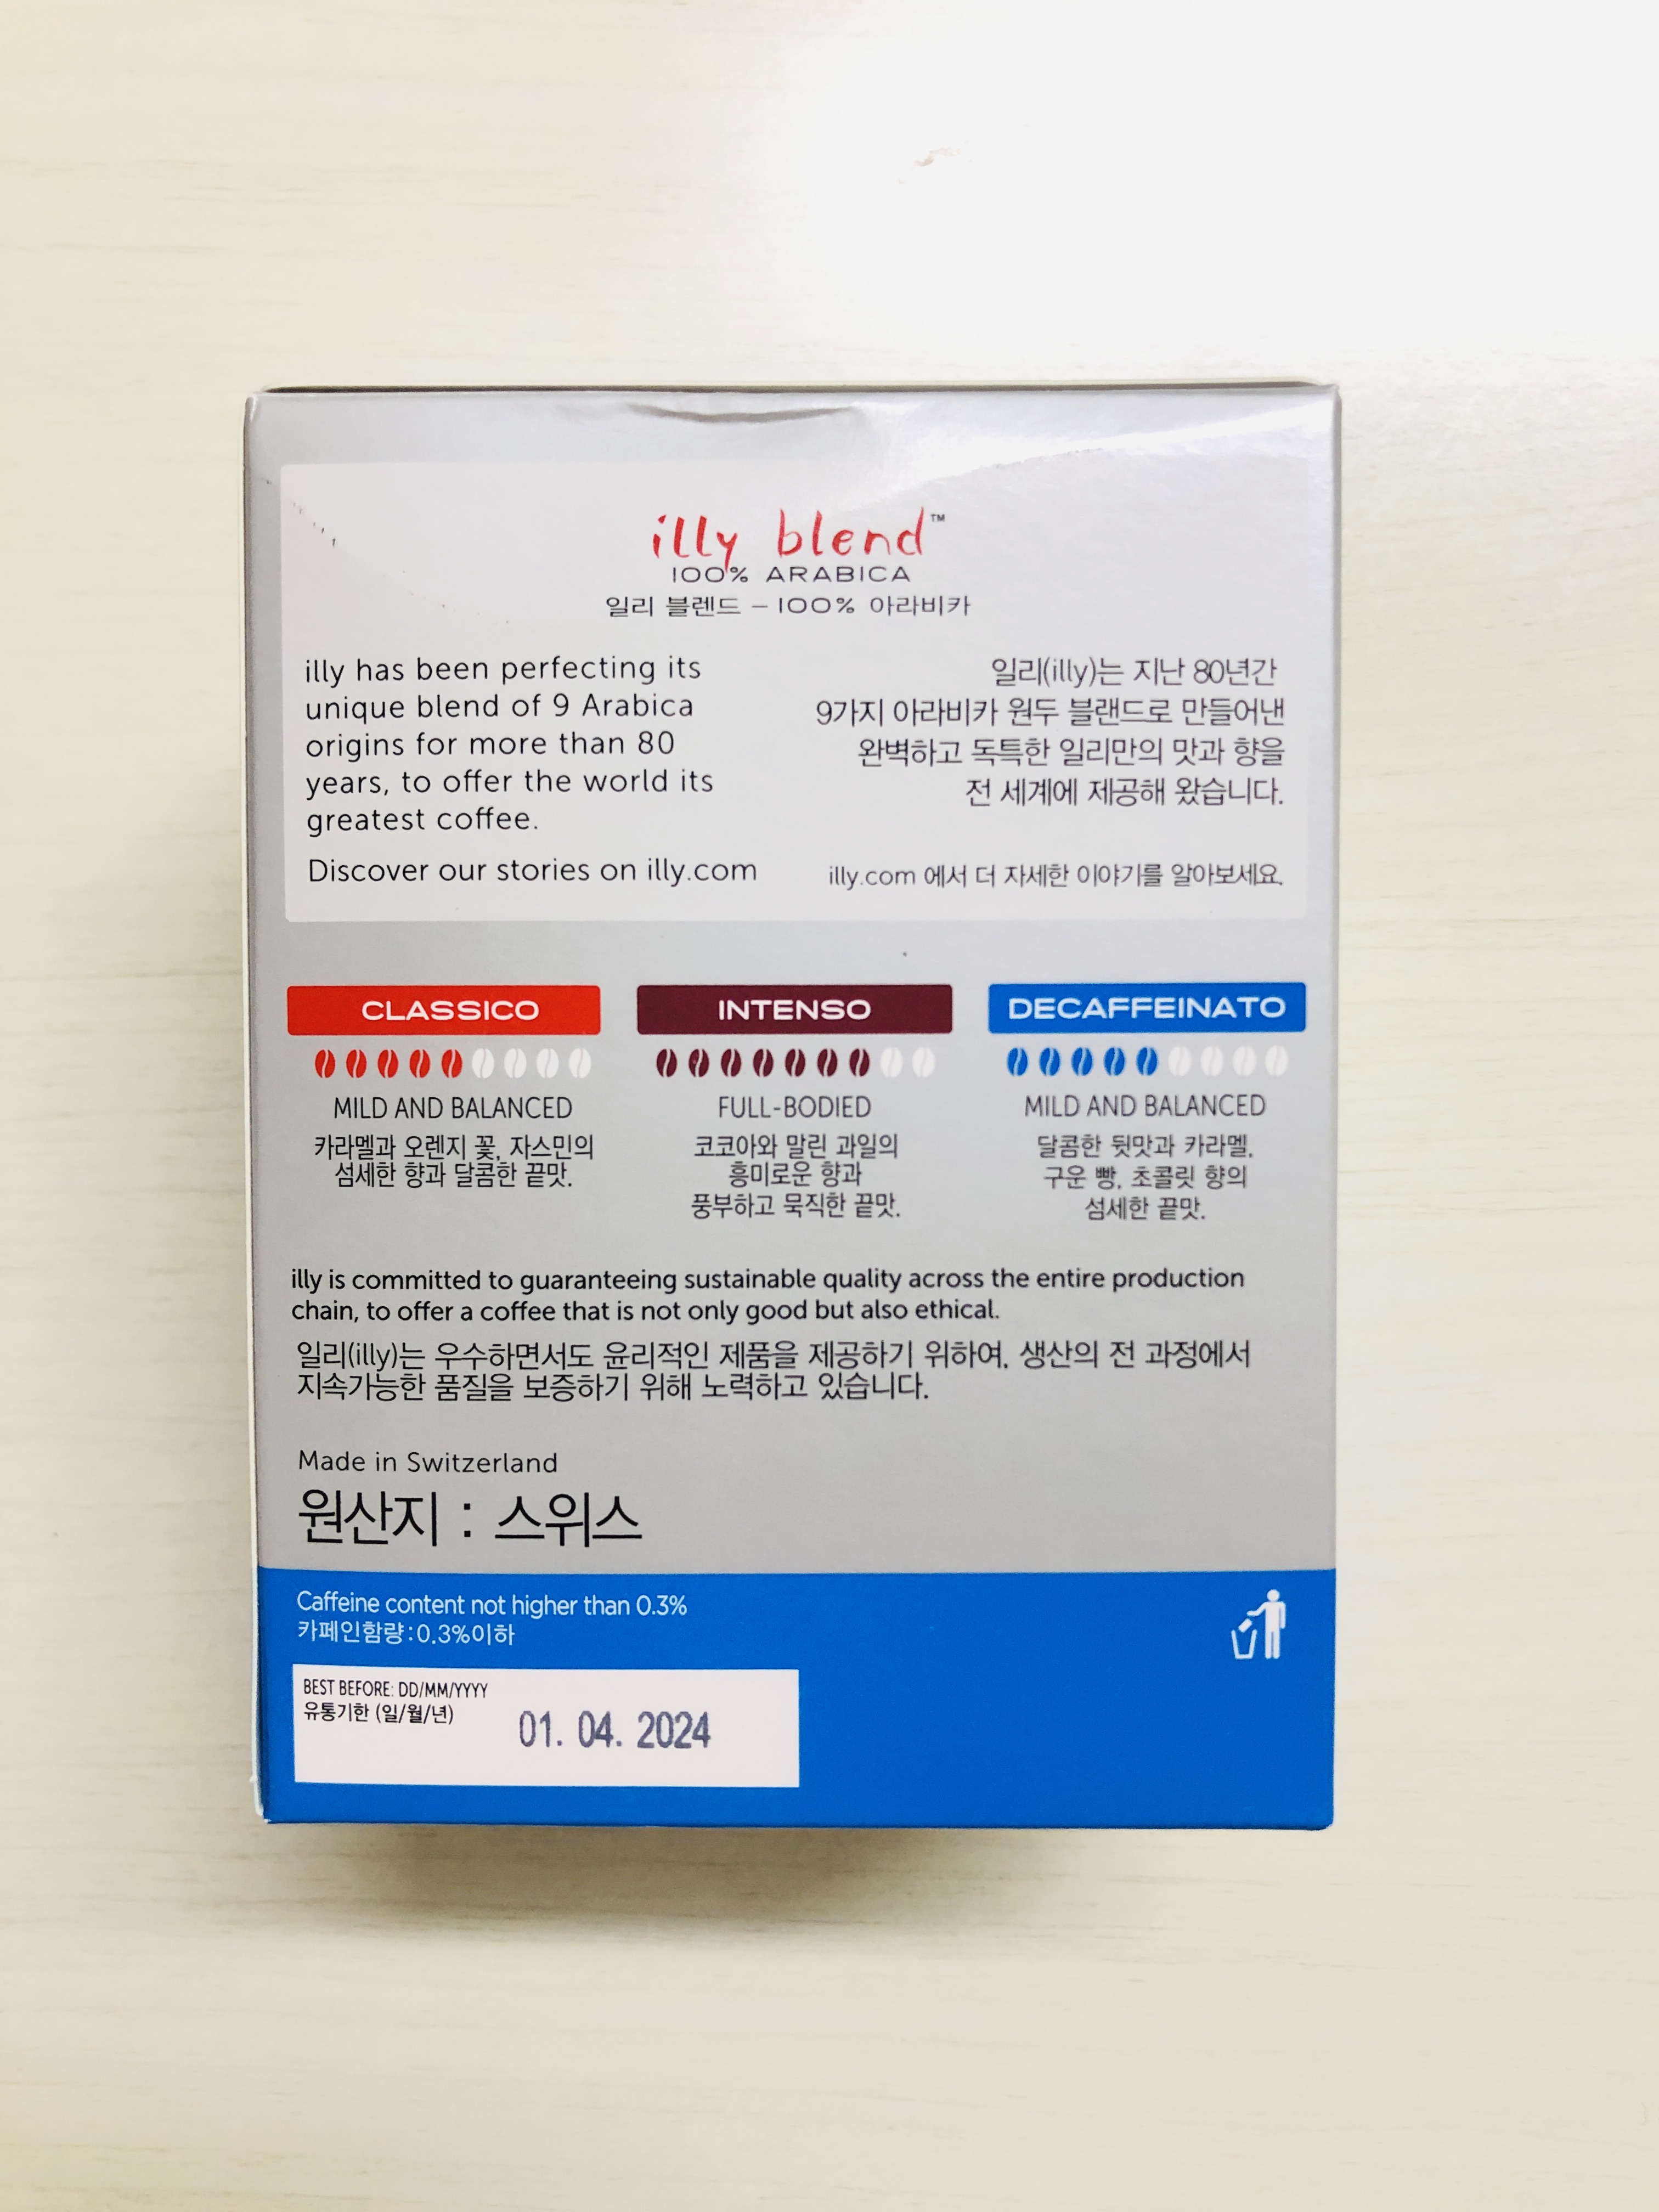 illy blend™
100% ARABICA
일리 블렌드 – 100% 아라비카
illy has been perfecting its
unique blend of 9 Arabica
origins for more than 80
years, to offer the world its
greatest coffee.
Discover our stories on illy.com
일리(illy)는 지난 80년간
9가지 아라비카 원두 블랜드로 만들어낸
완벽하고 독특한 일리만의 맛과 향을
전 세계에 제공해 왔습니다.
illy.com 에서 더 자세한 이야기를 알아보세요.
CLASSICO
MILD AND BALANCED
카라멜과 오렌지 꽃, 자스민의
섬세한 향과 달콤한 끝맛.
INTENSO
FULL-BODIED
코코아와 말린 과일의
흥미로운 향과
풍부하고 묵직한 끝맛.
DECAFFEINATO
MILD AND BALANCED
달콤한 뒷맛과 카라멜,
구운 빵, 초콜릿 향의
섬세한 끝맛.
illy is committed to guaranteeing sustainable quality across the entire production
chain, to offer a coffee that is not only good but also ethical.
일리(illy)는 우수하면서도 윤리적인 제품을 제공하기 위하여, 생산의 전 과정에서
지속가능한 품질을 보증하기 위해 노력하고 있습니다.
Made in Switzerland
원산지 : 스위스
Caffeine content not higher than 0.3%
카페인함량:0.3%이하
BEST BEFORE: DD/MM/YYYY
유통기한 (일/월/년)
01. 04. 2024